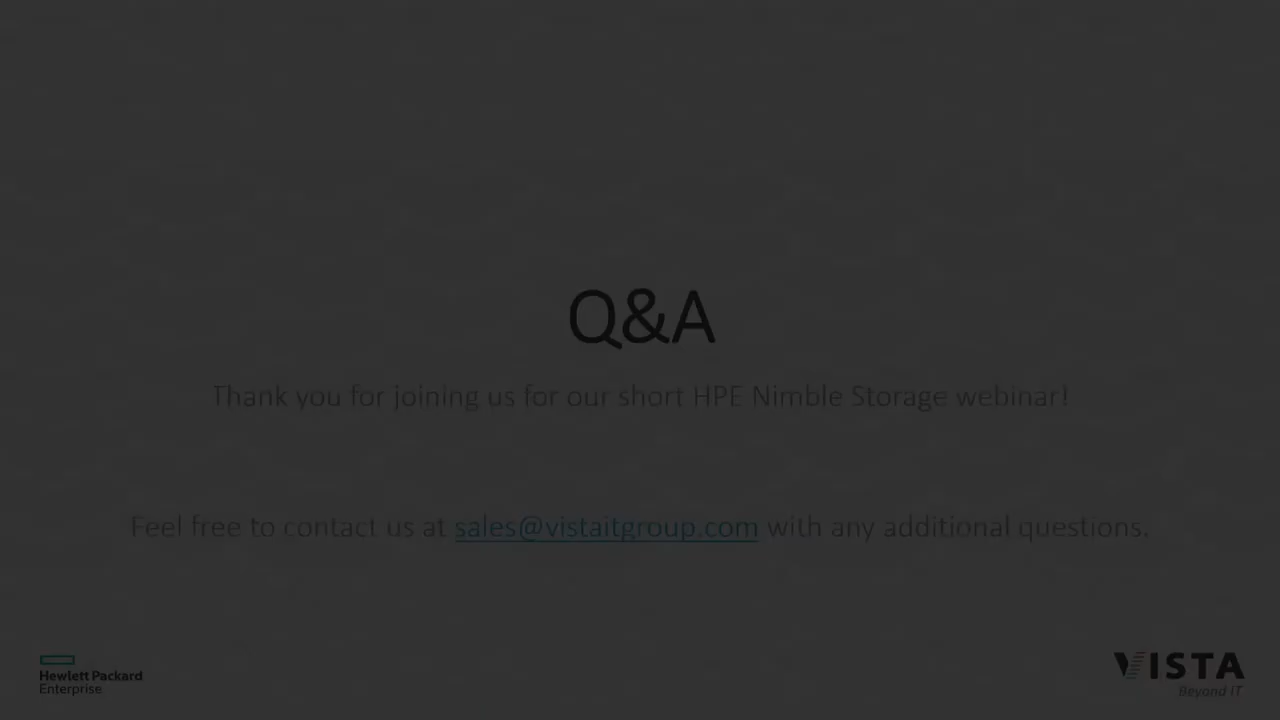 Q&A
Thank you for joining us for our short HPE Nimble Storage webinar!
Feel free to contact us at sales@vistaitgroup.com with any additional questions.
Hewlett Packard
Enterprise
VISTA
Beyond IT